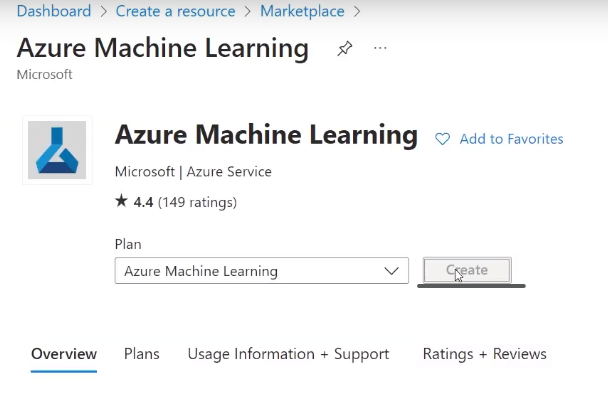 Dashboard > Create a resource > Marketplace >
Azure Machine Learning ...
Microsoft
Azure Machine Learning Add to Favorites
Microsoft | Azure Service
★ 4.4 (149 ratings)
Plan
Azure Machine Learning Create
Overview Plans Usage Information + Support Ratings + Reviews